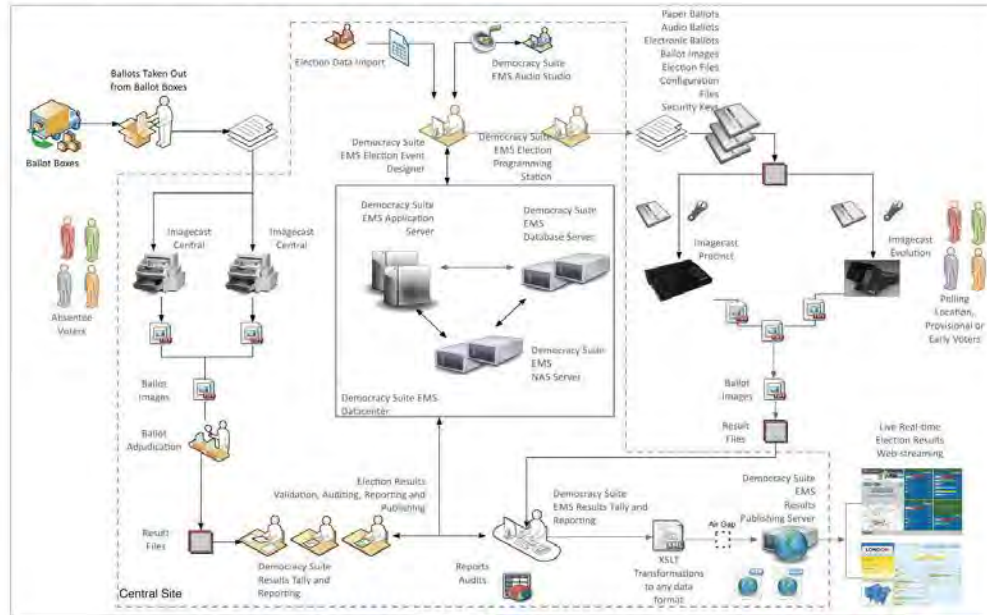 Paper Ballots
Audio Ballots
Electronic Ballots
Ballot Images
Election Files
Configuration
Files
Security Keys
Election Data Import
Democracy Suite
EMS Audio Studio
Ballots Taken Out
from Ballot Boxes
Ballot Boxes
Democracy Suite
EMS Election Event
Designer
Democracy Suite
EMS Election
Programming
Station
Imagecast
Central
Imagecast
Central
Absentee
Voters
Democracy Suite
EMS Application
Server
Democracy Suite
EMS
Database Server
Democracy Suite
EMS
NAS Server
Democracy Suite EMS
Datacenter
Imagecast
Precinct
Imagecast
Evolution
Polling
Location,
Provisional or
Early Voters
Ballot
Images
Ballot
Adjudication
Result
Files
Ballot
Images
Result
Files
Election Results
Validation, Auditing, Reporting and
Publishing
Democracy Suite
Results Tally and
Reporting
Democracy Suite
EMS Results Tally and
Reporting
Reports
Audits
XSLT
XSLT
Transformations
to any data
format
Air Gap
Democracy Suite
EMS
Results
Publishing Server
Live Real-time
Election Results
Web-streaming
LONDON
Central Site